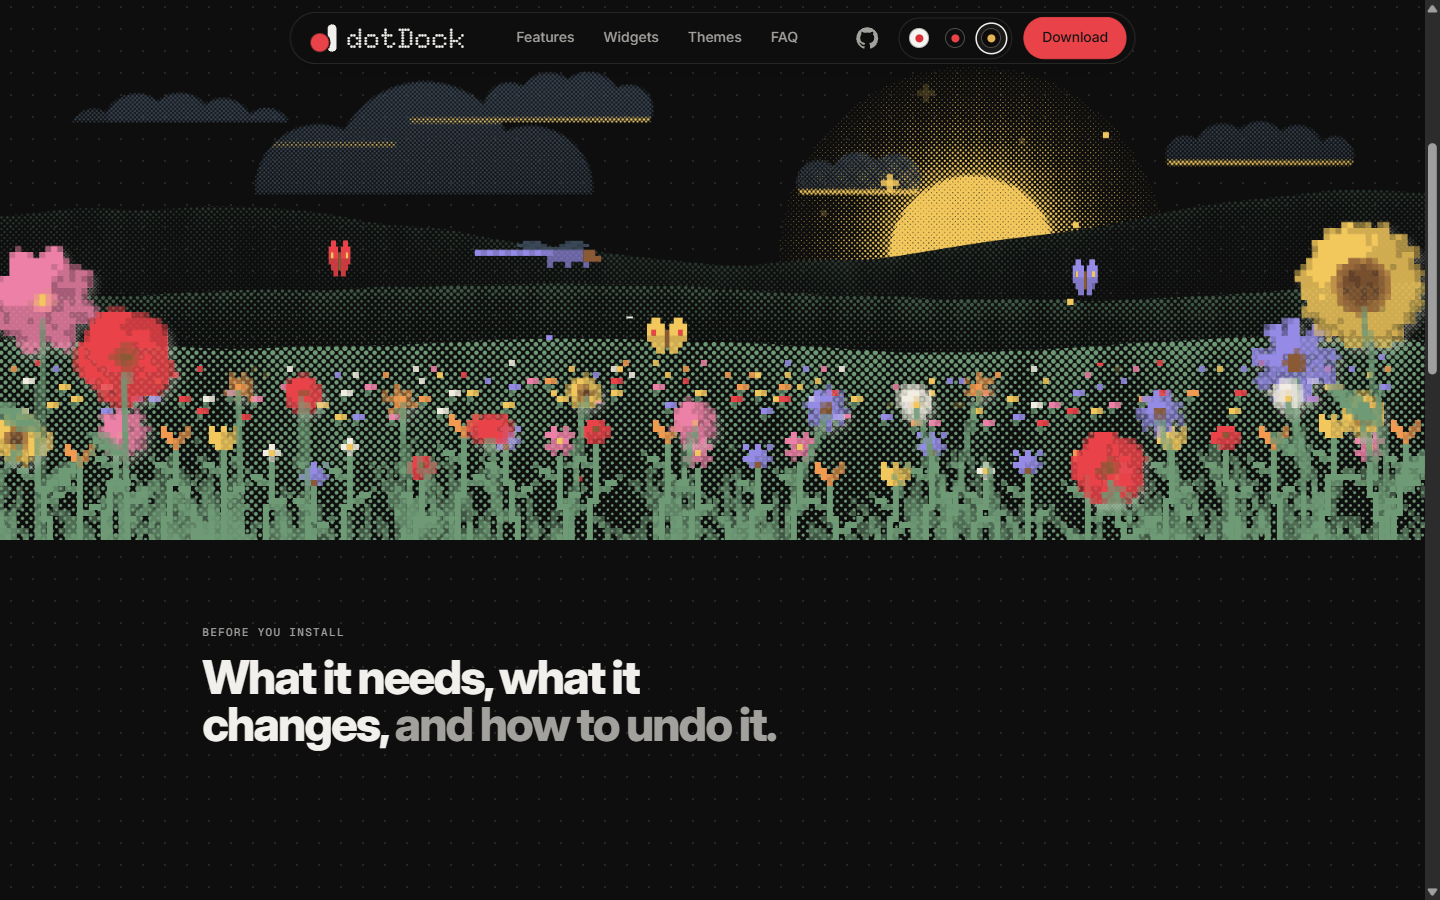 dotDock
Features
Widgets
Themes
FAQ
Download
BEFORE YOU INSTALL
What it needs, what it
changes, and how to undo it.